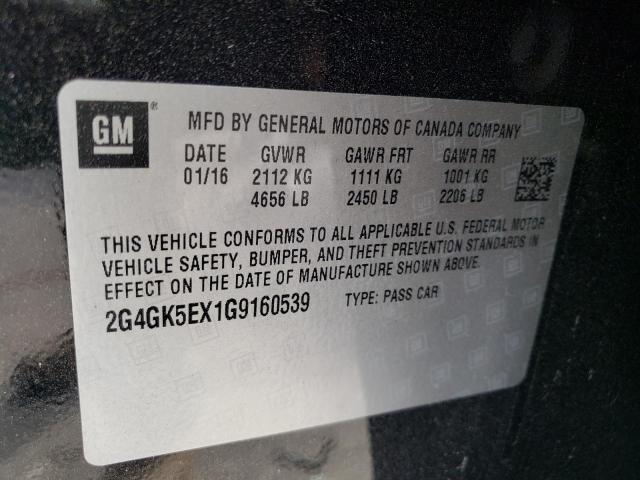 GM®
MFD BY GENERAL MOTORS OF CANADA COMPANY
DATE GVWR GAWR FRT GAWR RR
01/16 2112 KG 1111 KG 1001 KG
4656 LB 2450 LB 2206 LB
THIS VEHICLE CONFORMS TO ALL APPLICABLE U.S. FEDERAL MOTOR
VEHICLE SAFETY, BUMPER, AND THEFT PREVENTION STANDARDS IN
EFFECT ON THE DATE OF MANUFACTURE SHOWN ABOVE.
2G4GK5EX1G9160539 TYPE: PASS CAR